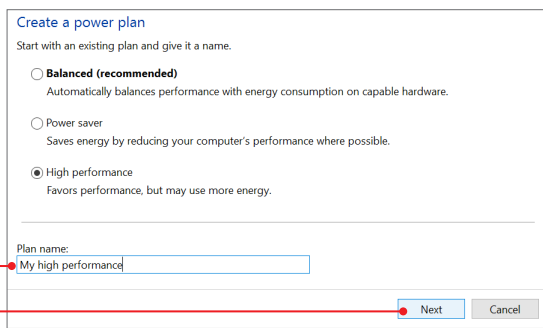 Create a power plan
Start with an existing plan and give it a name.
Balanced (recommended)
Automatically balances performance with energy consumption on capable hardware.
Power saver
Saves energy by reducing your computer's performance where possible.
High performance
Favors performance, but may use more energy.
Plan name:
My high performance
Next Cancel